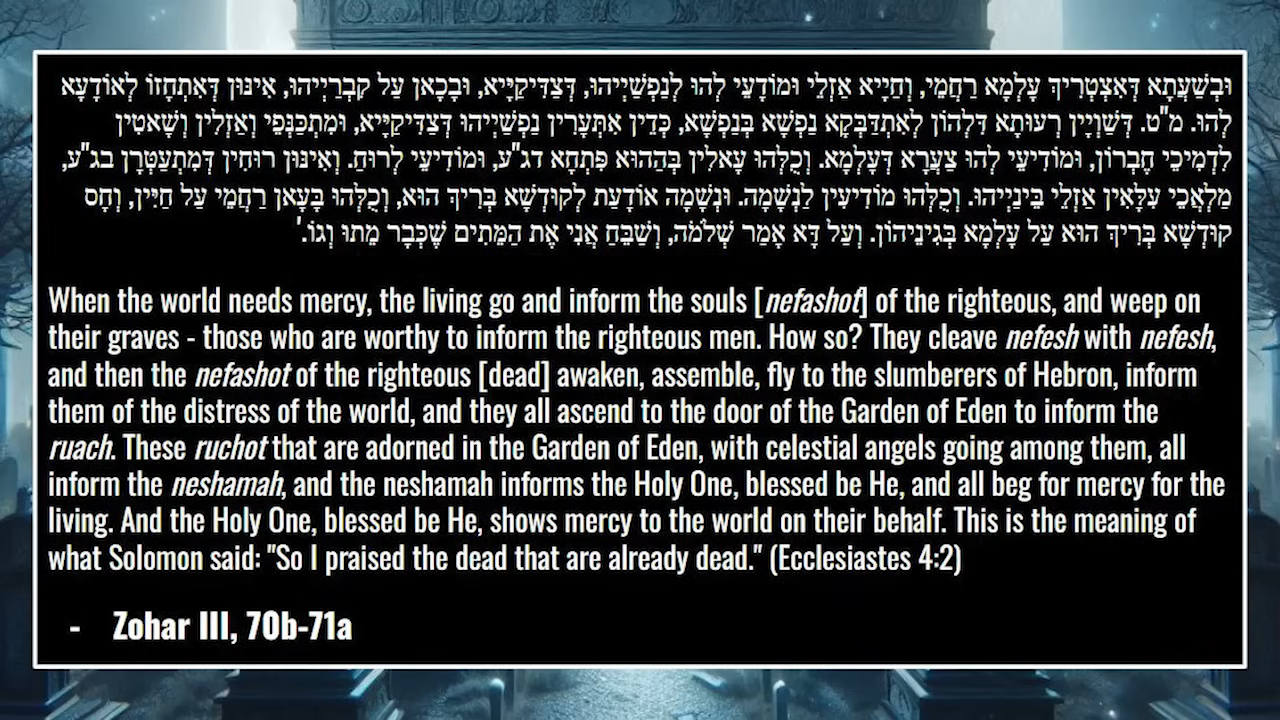 וּבְשַׁעֲתָא דְּאִצְטְרִיךְ עָלְמָא רַחֲמֵי, וְחַיָּיא אַזְלֵי וּמוֹדָעֵי לְהוּ לְנַפְשַׁיְיהוּ, דְּצַדִּיקַיָּיא, וּבָכָאן עַל קִבְרַיְיהוּ, אִינּוּן דְּאִתְחָזוֹ לְאוֹדָעָא
לְהוּ. מ"ט. דְּשַׁוְיָין רְעוּתָא דִּלְהוֹן לְאִתְדַּבְּקָא נַפְשָׁא בְּנַפְשָׁא, כְּדֵין אִתְּעָרִין נַפְשַׁיְיהוּ דְּצַדִּיקַיָּיא, וּמִתְכַּנְּפֵי וְאַזְלִין וְשָׁאטִין
לִדְמִיכֵי חֶבְרוֹן, וּמוֹדִיעֵי לְהוּ צַעֲרָא דְּעָלְמָא. וְכֻלְּהוּ עָאלִין בְּהַהוּא פִּתְחָא דג"ע, וּמוֹדִיעֵי לְרוּחַ. וְאִינּוּן רוּחִין דְּמִתְעַטְּרָן בג"ע,
מַלְאֲכֵי עִלָּאִין אַזְלֵי בֵּינַיְיהוּ. וְכֻלְּהוּ מוֹדִיעִין לַנְשָׁמָה. וּנְשָׁמָה אוֹדָעַת לְקוּדְשָׁא בְּרִיךְ הוּא, וְכֻלְּהוּ בָּעָאן רַחֲמֵי עַל חַיִּין, וְחָס
קוּדְשָׁא בְּרִיךְ הוּא עַל עָלְמָא בְּגִינֵיהוֹן. וְעַל דָּא אָמַר שְׁלֹמֹה, וְשַׁבֵּחַ אֲנִי אֶת הַמֵּתִים שֶׁכְּבָר מֵתוּ וְגוֹ'.
When the world needs mercy, the living go and inform the souls [nefashot] of the righteous, and weep on
their graves - those who are worthy to inform the righteous men. How so? They cleave nefesh with nefesh,
and then the nefashot of the righteous [dead] awaken, assemble, fly to the slumberers of Hebron, inform
them of the distress of the world, and they all ascend to the door of the Garden of Eden to inform the
ruach. These ruchot that are adorned in the Garden of Eden, with celestial angels going among them, all
inform the neshamah, and the neshamah informs the Holy One, blessed be He, and all beg for mercy for the
living. And the Holy One, blessed be He, shows mercy to the world on their behalf. This is the meaning of
what Solomon said: "So I praised the dead that are already dead." (Ecclesiastes 4:2)
- Zohar III, 70b-71a